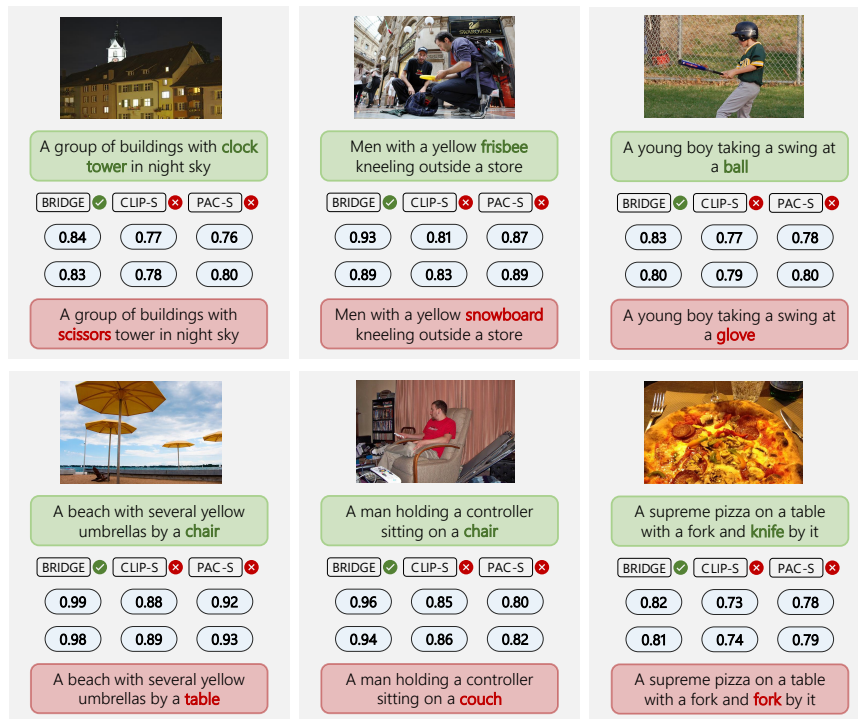 SWAROVSKI
A group of buildings with clock
tower in night sky
BRIDGE CLIP-S PAC-S
0.84 0.77 0.76
0.83 0.78 0.80
A group of buildings with
scissors tower in night sky
Men with a yellow frisbee
kneeling outside a store
BRIDGE CLIP-S PAC-S
0.93 0.81 0.87
0.89 0.83 0.89
Men with a yellow snowboard
kneeling outside a store
A young boy taking a swing at
a ball
BRIDGE CLIP-S PAC-S
0.83 0.77 0.78
0.80 0.79 0.80
A young boy taking a swing at
a glove
A beach with several yellow
umbrellas by a chair
BRIDGE CLIP-S PAC-S
0.99 0.88 0.92
0.98 0.89 0.93
A beach with several yellow
umbrellas by a table
A man holding a controller
sitting on a chair
BRIDGE CLIP-S PAC-S
0.96 0.85 0.80
0.94 0.86 0.82
A man holding a controller
sitting on a couch
A supreme pizza on a table
with a fork and knife by it
BRIDGE CLIP-S PAC-S
0.82 0.73 0.78
0.81 0.74 0.79
A supreme pizza on a table
with a fork and fork by it